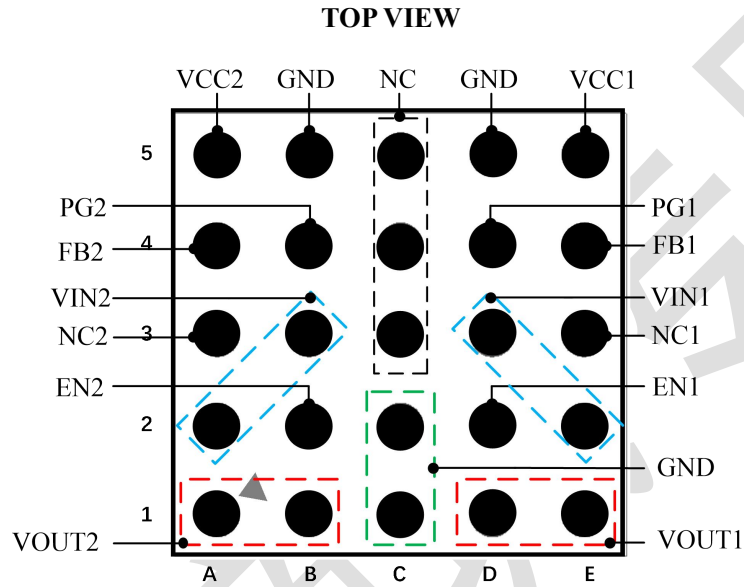 TOP VIEW
VCC2 GND NC GND VCC1
5
PG2 PG1
4
FB2 FB1
VIN2 VIN1
3
NC2 NC1
EN2 EN1
2
GND
1
VOUT2 VOUT1
A B C D E